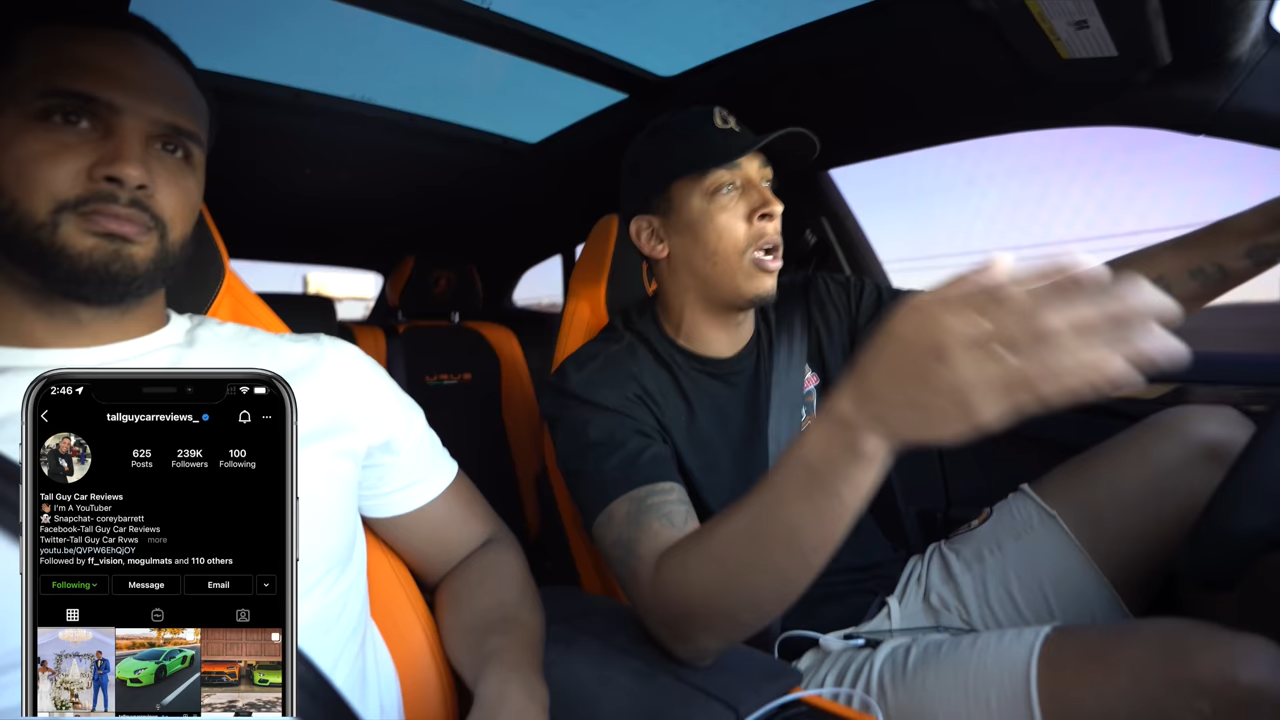 2:46
tallguycarreviews_
625
239K
100
Posts
Followers
Following
Tall Guy Car Reviews
I'm A YouTuber
Snapchat- coreybarrett
Facebook-Tall Guy Car Reviews
Twitter-Tall Guy Car Rvws more
youtu.be/QVPW6EhQjOY
Followed by ff_vision, mogulmats and 110 others
Following
Message
Email
URUS